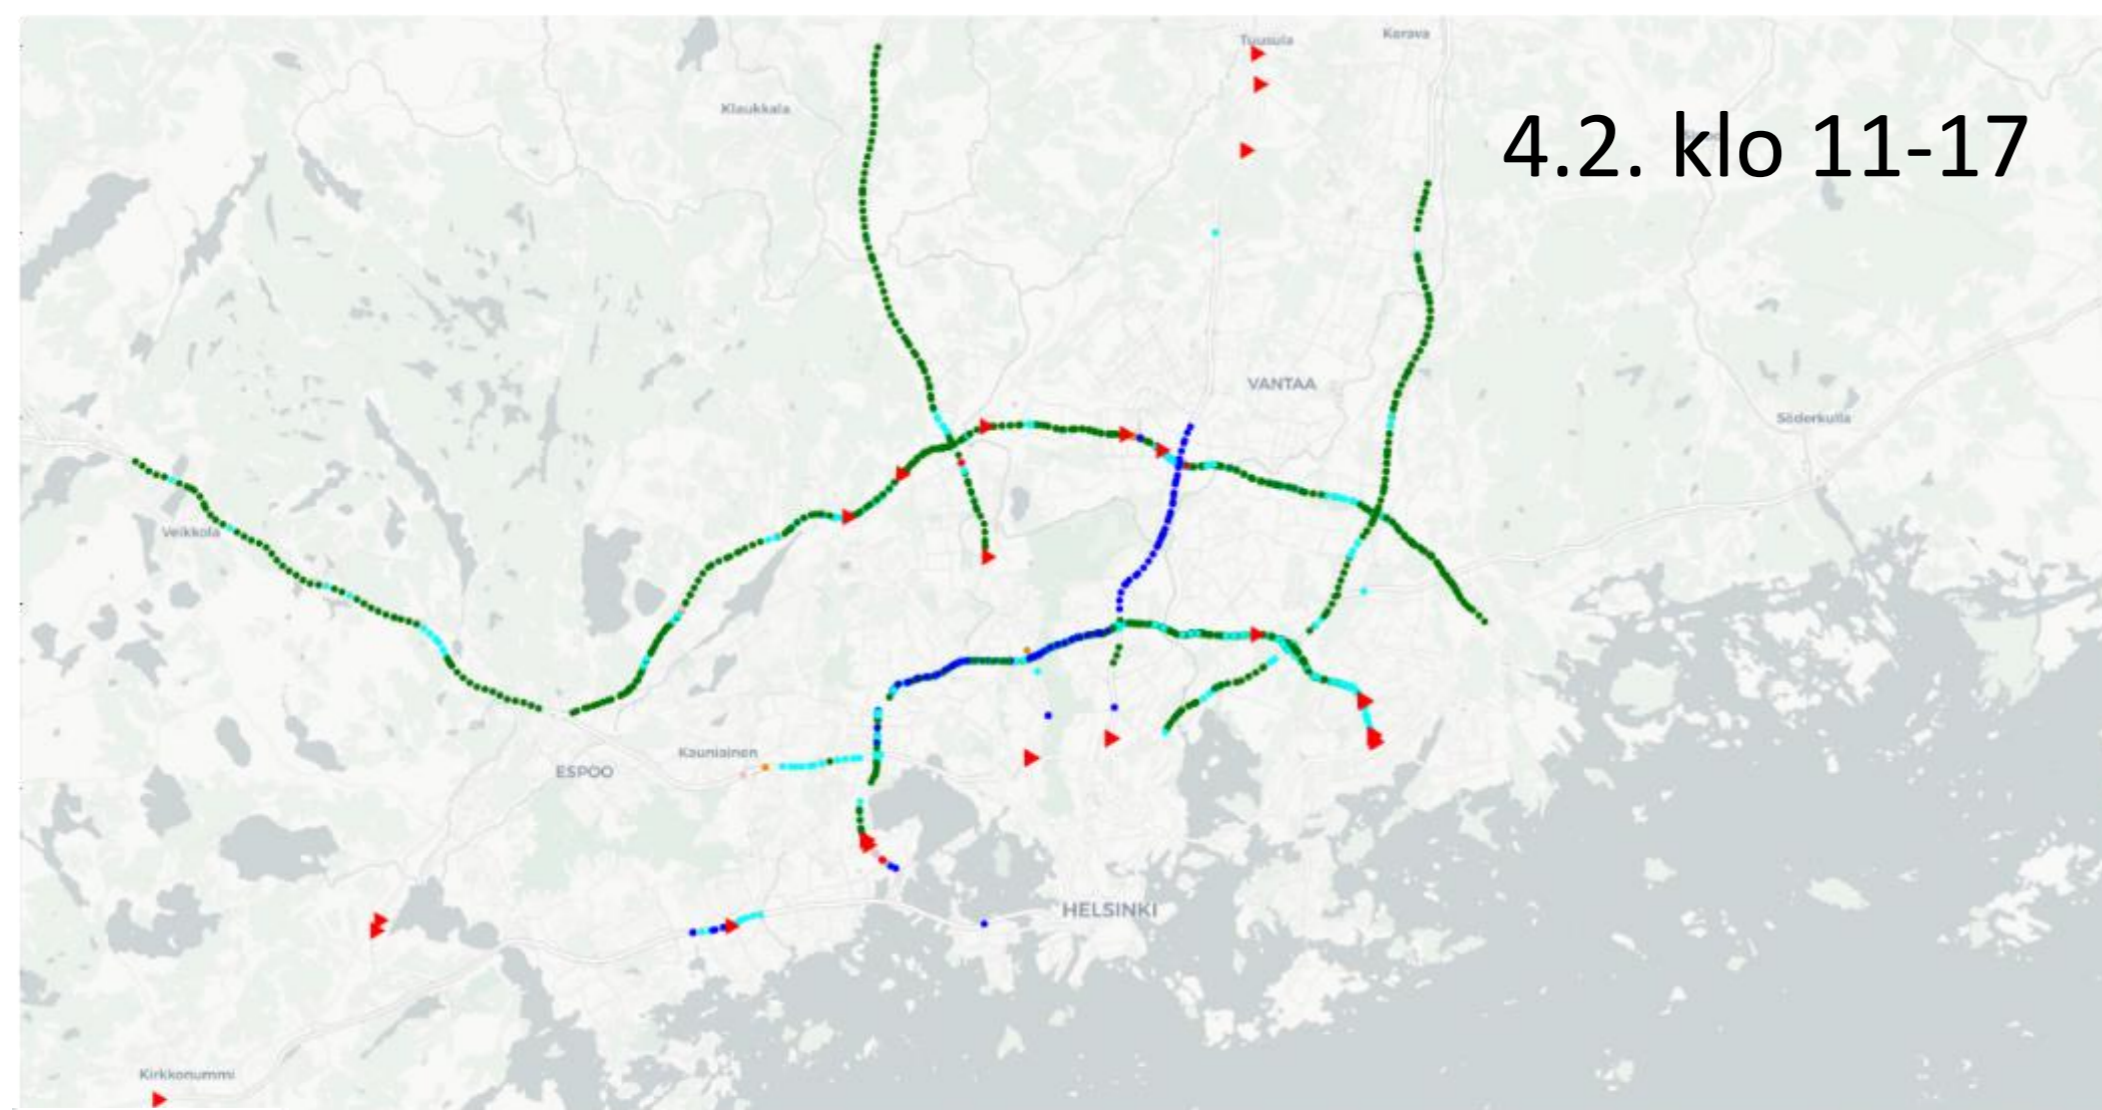 Tuusula
Kerava
Klaukkala
4.2. klo 11-17
VANTAA
Söderkulla
Veikkola
Kauniainen
ESPOO
HELSINKI
Kirkkonummi